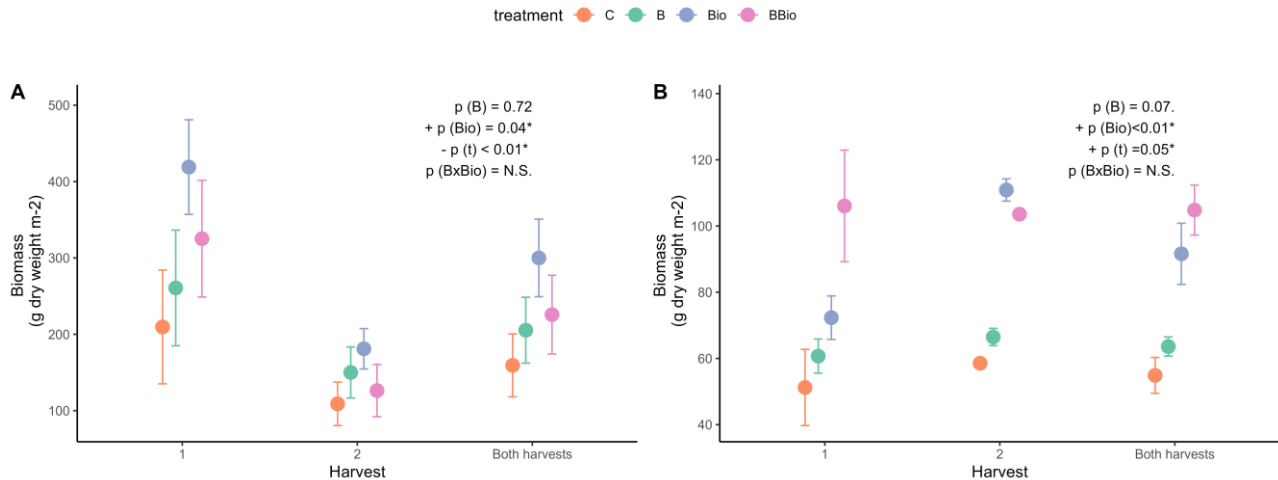 treatment C B Bio BBio
A
Biomass
(g dry weight m-2)
500
400
300
200
100
p (B) = 0.72
+ p (Bio) = 0.04*
- p (t) < 0.01*
p (BxBio) = N.S.
1 2 Both harvests
Harvest
B
Biomass
(g dry weight m-2)
140
120
100
80
60
40
p (B) = 0.07.
+ p (Bio)<0.01*
+ p (t) =0.05*
p (BxBio) = N.S.
1 2 Both harvests
Harvest